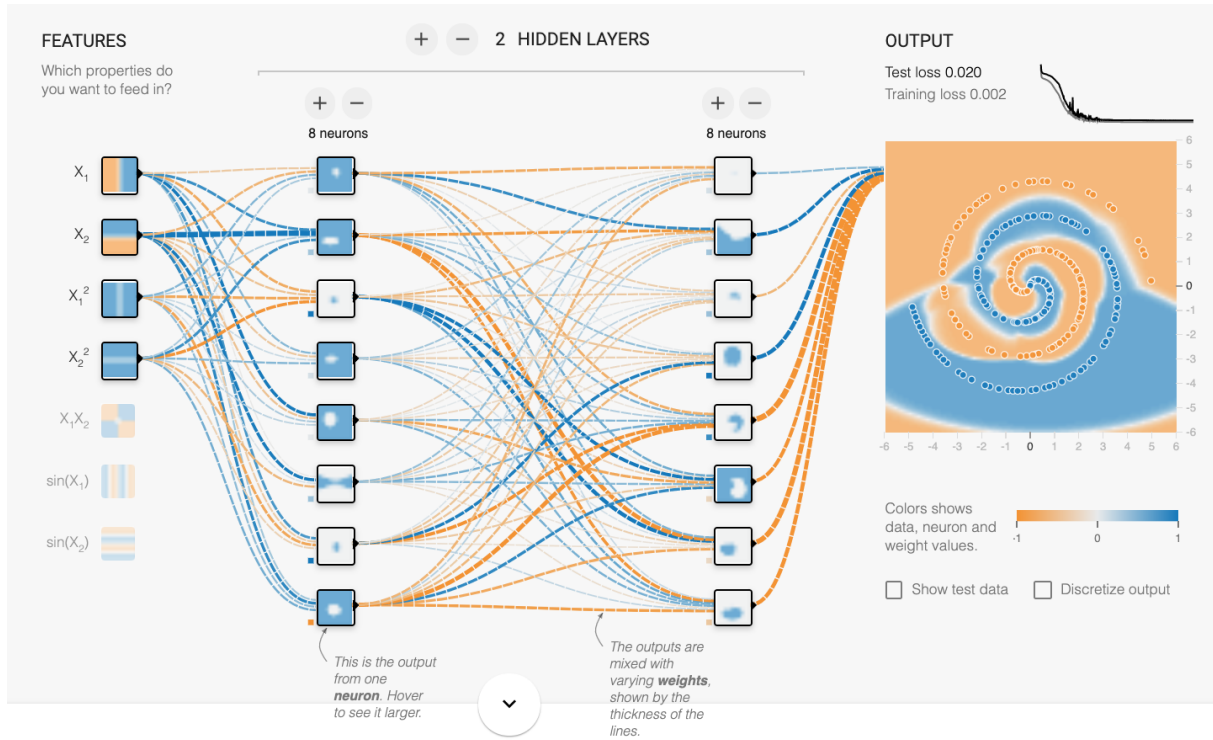 FEATURES
Which properties do
you want to feed in?
+ − 2 HIDDEN LAYERS
+ −
8 neurons
+ −
8 neurons
OUTPUT
Test loss 0.020
Training loss 0.002
X₁
X₂
X₁²
X₂²
X₁X₂
sin(X₁)
sin(X₂)
6
5
4
3
2
1
0
-1
-2
-3
-4
-5
-6
-6 -5 -4 -3 -2 -1 0 1 2 3 4 5 6
This is the output
from one
neuron. Hover
to see it larger.
The outputs are
mixed with
varying weights,
shown by the
thickness of the
lines.
Colors shows
data, neuron and
weight values.
-1 0 1
Show test data
Discretize output